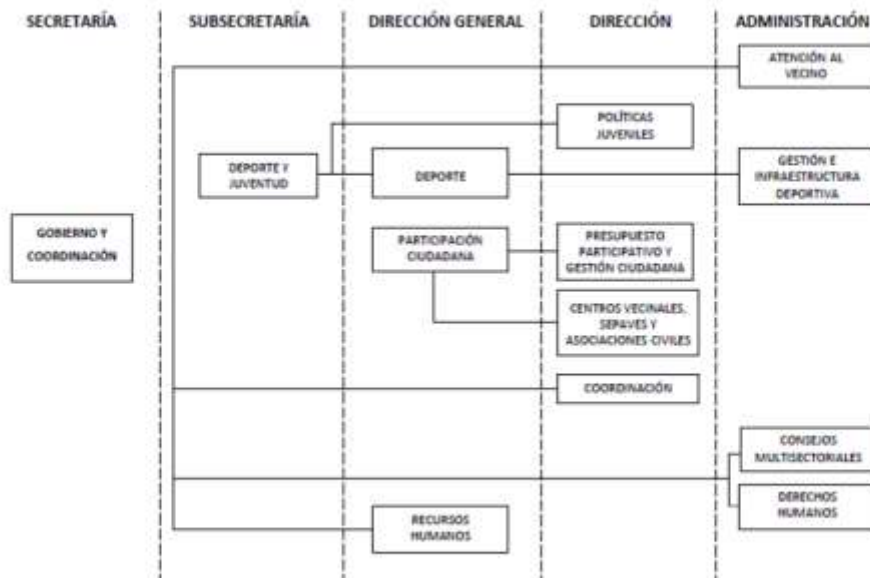 SECRETARÍA
SUBSECRETARÍA
DIRECCIÓN GENERAL
DIRECCIÓN
ADMINISTRACIÓN
ATENCIÓN AL
VECINO
POLÍTICAS
JUVENILES
DEPORTE Y
JUVENTUD
DEPORTE
GESTIÓN E
INFRAESTRUCTURA
DEPORTIVA
GOBIERNO Y
COORDINACIÓN
PARTICIPACIÓN
CIUDADANA
PRESUPUESTO
PARTICIPATIVO Y
GESTIÓN CIUDADANA
CENTROS VECINALES,
SEPAVES Y
ASOCIACIONES CIVILES
COORDINACIÓN
CONSEJOS
MULTISECTORIALES
DERECHOS
HUMANOS
RECURSOS
HUMANOS